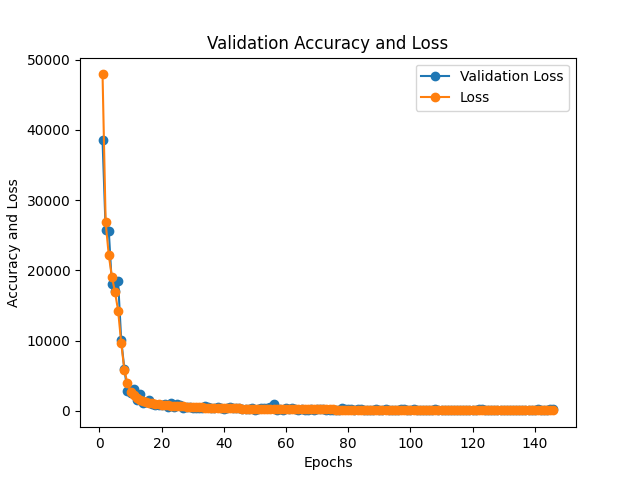 Validation Accuracy and Loss
Validation Loss
Loss
Accuracy and Loss
50000
40000
30000
20000
10000
0
0 20 40 60 80 100 120 140
Epochs